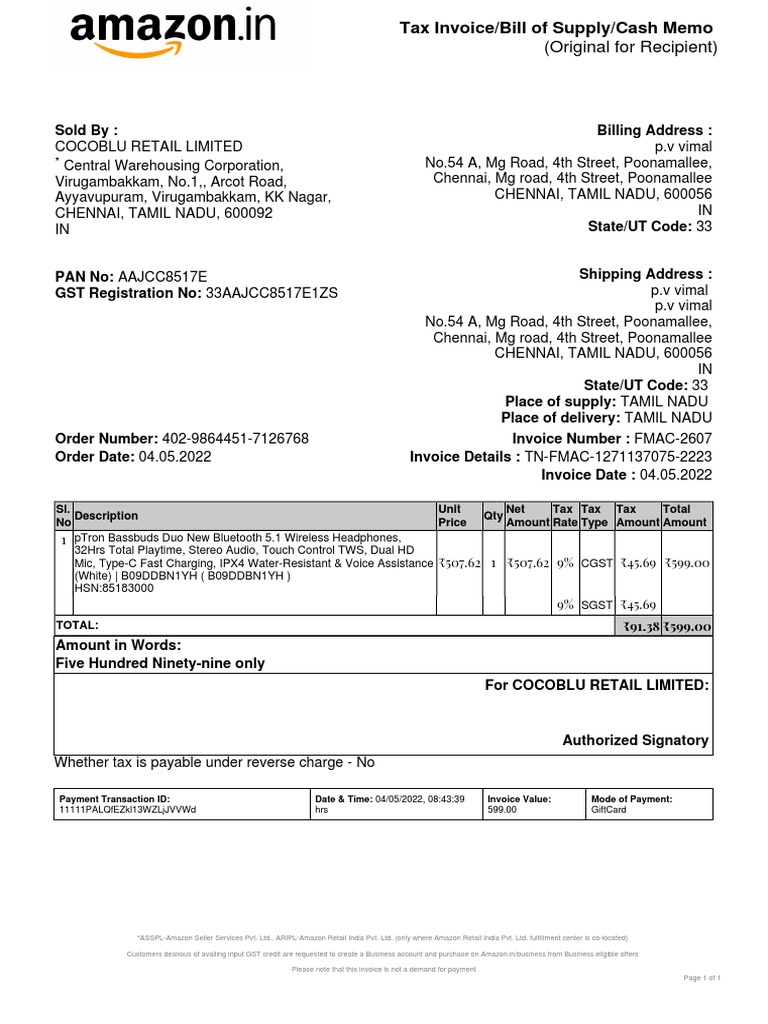 amazon.in
Tax Invoice/Bill of Supply/Cash Memo
(Original for Recipient)
Sold By :
COCOBLU RETAIL LIMITED
* Central Warehousing Corporation,
Virugambakkam, No.1,, Arcot Road,
Ayyavupuram, Virugambakkam, KK Nagar,
CHENNAI, TAMIL NADU, 600092
IN
Billing Address :
p.v vimal
No.54 A, Mg Road, 4th Street, Poonamallee,
Chennai, Mg road, 4th Street, Poonamallee
CHENNAI, TAMIL NADU, 600056
IN
State/UT Code: 33
PAN No: AAJCC8517E
GST Registration No: 33AAJCC8517E1ZS
Shipping Address :
p.v vimal
p.v vimal
No.54 A, Mg Road, 4th Street, Poonamallee,
Chennai, Mg road, 4th Street, Poonamallee
CHENNAI, TAMIL NADU, 600056
IN
State/UT Code: 33
Place of supply: TAMIL NADU
Place of delivery: TAMIL NADU
Order Number: 402-9864451-7126768
Order Date: 04.05.2022
Invoice Number : FMAC-2607
Invoice Details : TN-FMAC-1271137075-2223
Invoice Date : 04.05.2022
Sl. No Description Unit Price Qty Net Amount Tax Rate Tax Type Tax Amount Total Amount
1 pTron Bassbuds Duo New Bluetooth 5.1 Wireless Headphones,
32Hrs Total Playtime, Stereo Audio, Touch Control TWS, Dual HD
Mic, Type-C Fast Charging, IPX4 Water-Resistant & Voice Assistance ₹507.62 1 ₹507.62 9% CGST ₹45.69 ₹599.00
(White) | B09DDBN1YH ( B09DDBN1YH )
HSN:85183000
9% SGST ₹45.69
TOTAL: ₹91.38 ₹599.00
Amount in Words:
Five Hundred Ninety-nine only
For COCOBLU RETAIL LIMITED:
Authorized Signatory
Whether tax is payable under reverse charge - No
Payment Transaction ID:
11111PALQfEZkl13WZLjJVVWd
Date & Time: 04/05/2022, 08:43:39
hrs
Invoice Value:
599.00
Mode of Payment:
GiftCard
*ASSPL-Amazon Seller Services Pvt. Ltd., ARIPL-Amazon Retail India Pvt. Ltd. (only where Amazon Retail India Pvt. Ltd. fulfillment center is co-located)
Customers desirous of availing input GST credit are requested to create a Business account and purchase on Amazon.in/business from Business eligible offers
Please note that this invoice is not a demand for payment
Page 1 of 1